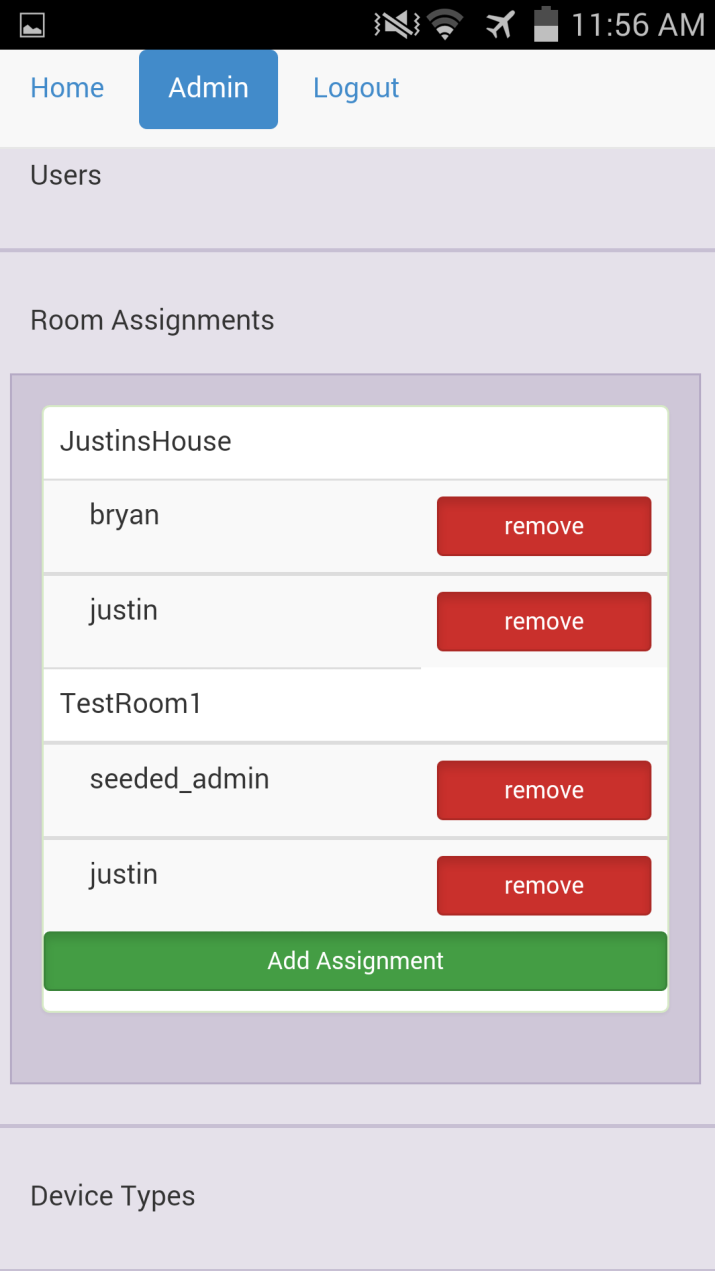 11:56 AM
Home Admin Logout
Users
Room Assignments
JustinsHouse
bryan remove
justin remove
TestRoom1
seeded_admin remove
justin remove
Add Assignment
Device Types